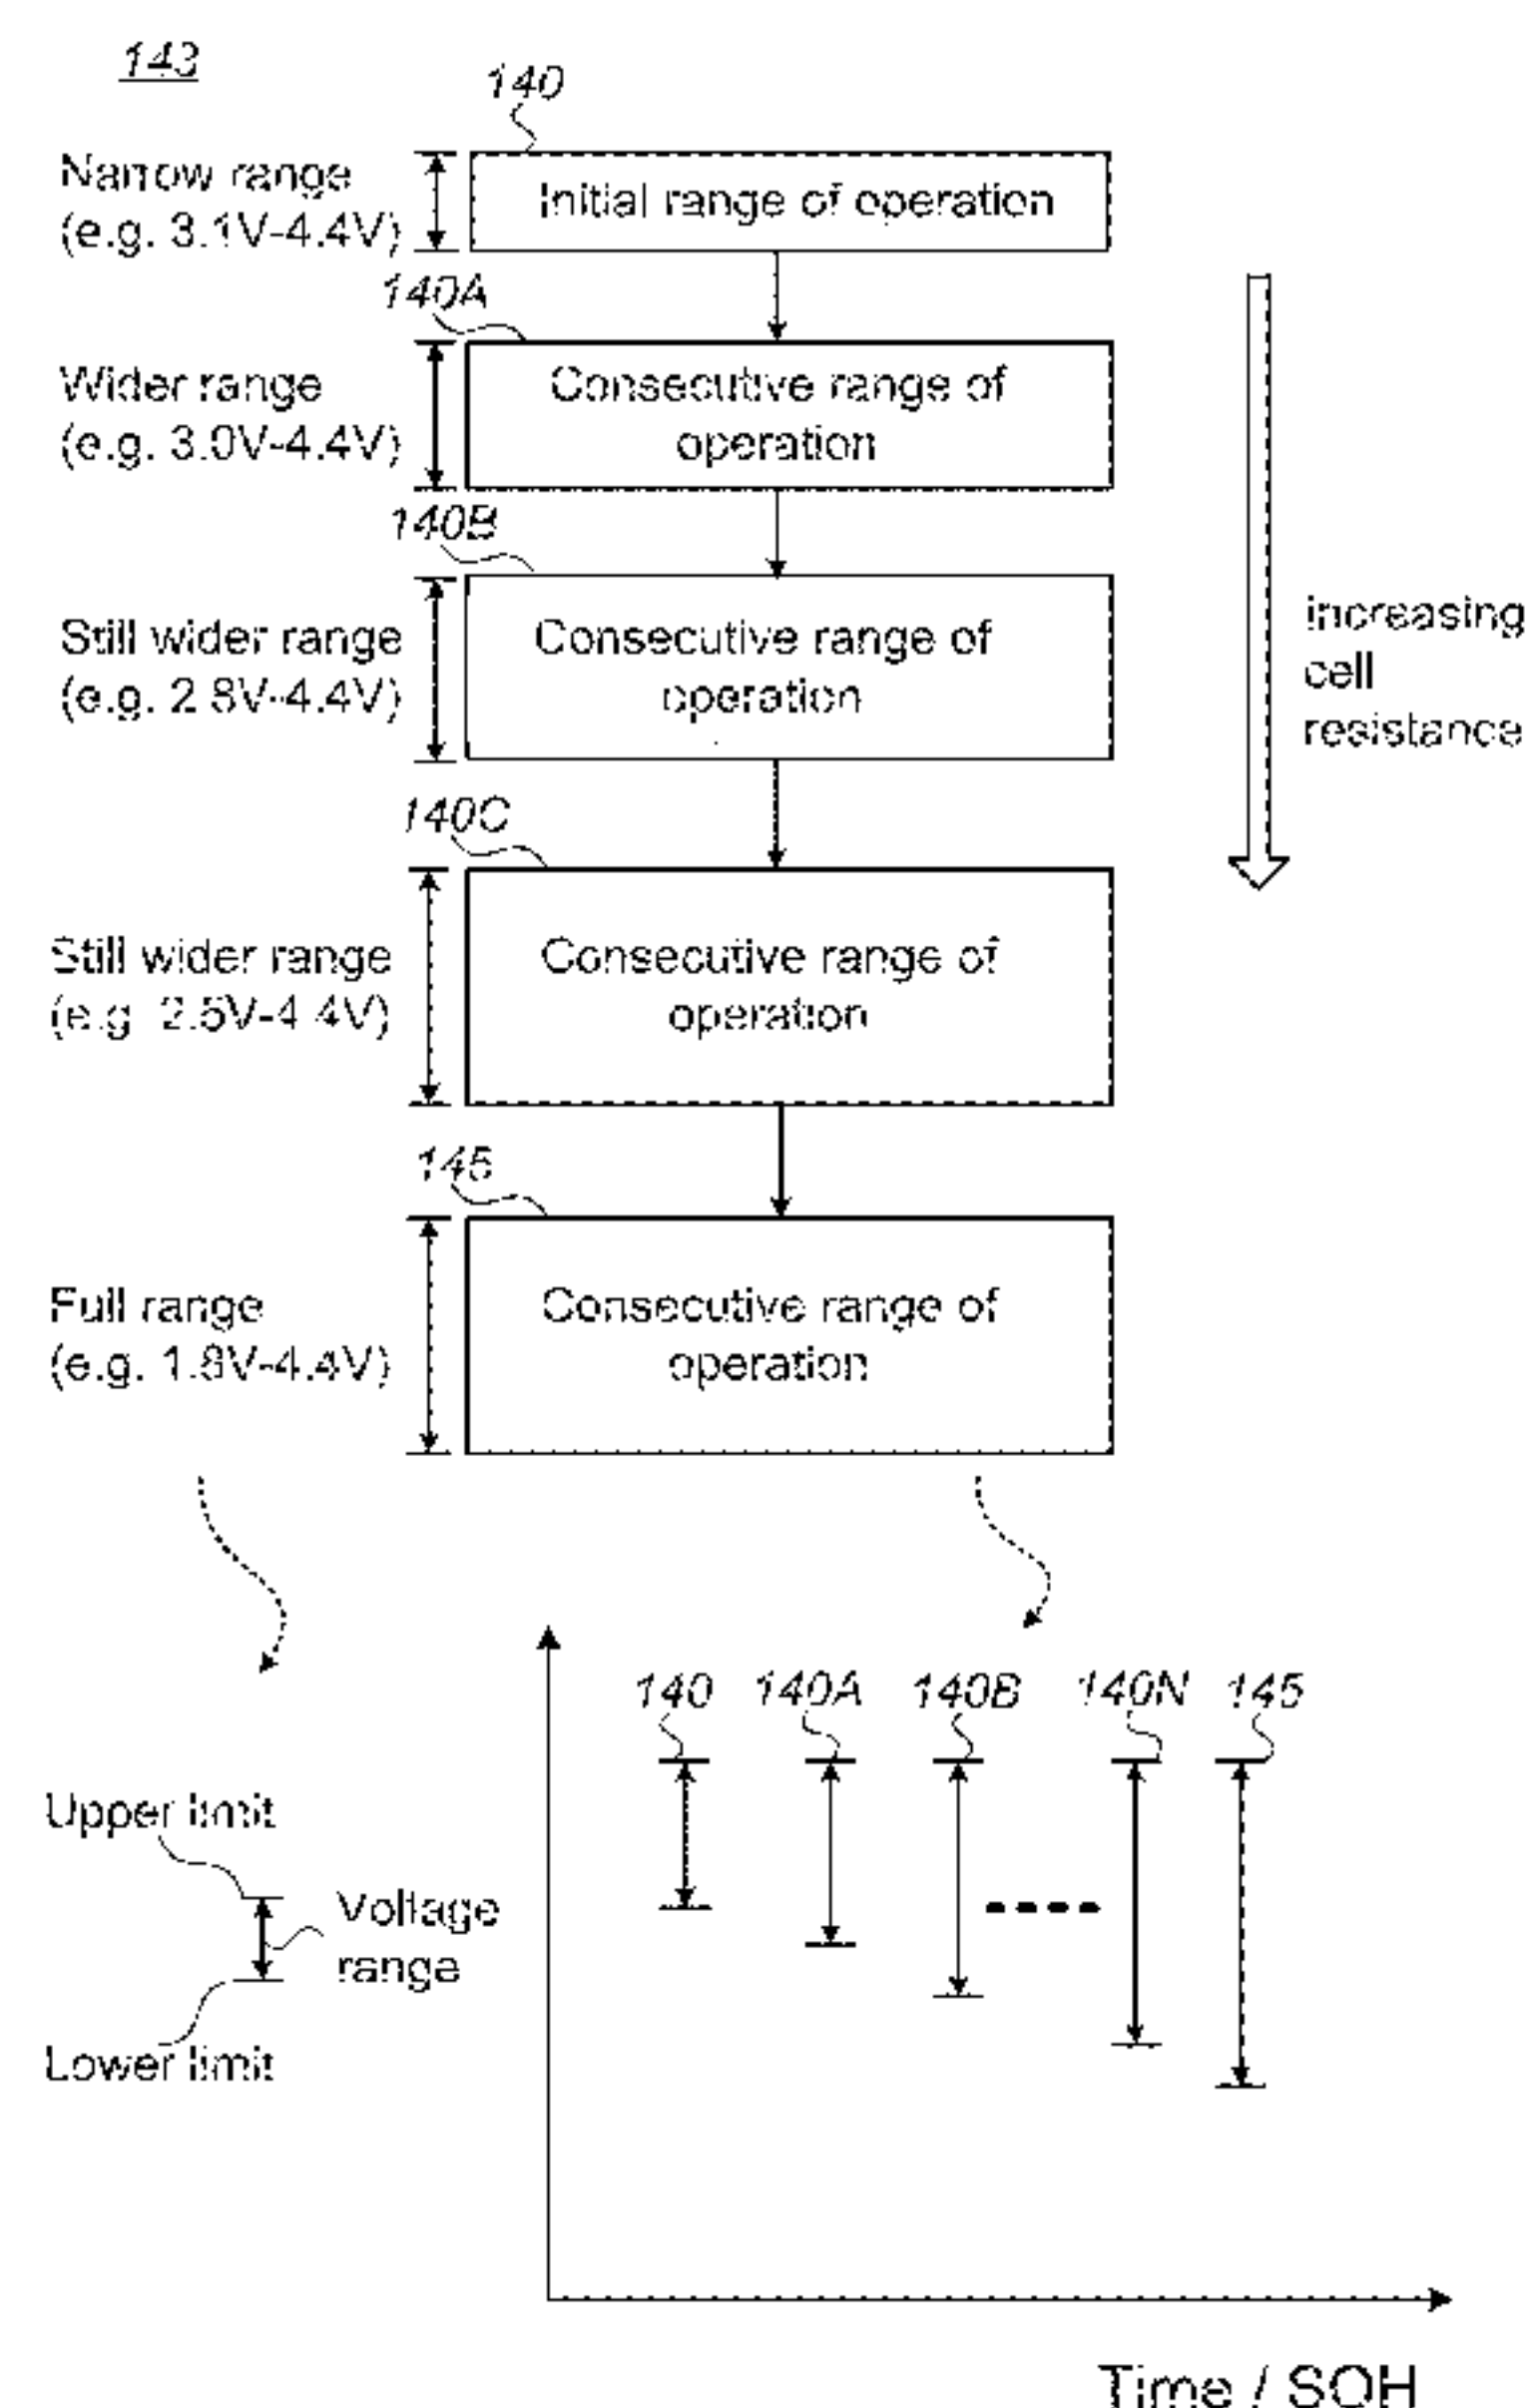 143
140
Narrow range
(e.g. 3.1V-4.4V)
Initial range of operation
140A
Wider range
(e.g. 3.0V-4.4V)
Consecutive range of
operation
140B
Still wider range
(e.g. 2.8V-4.4V)
Consecutive range of
operation
increasing
cell
resistance
140C
Still wider range
(e.g. 2.5V-4.4V)
Consecutive range of
operation
145
Full range
(e.g. 1.8V-4.4V)
Consecutive range of
operation
140 140A 140B 140N 145
Upper limit
Voltage
range
Lower limit
Time / SOH